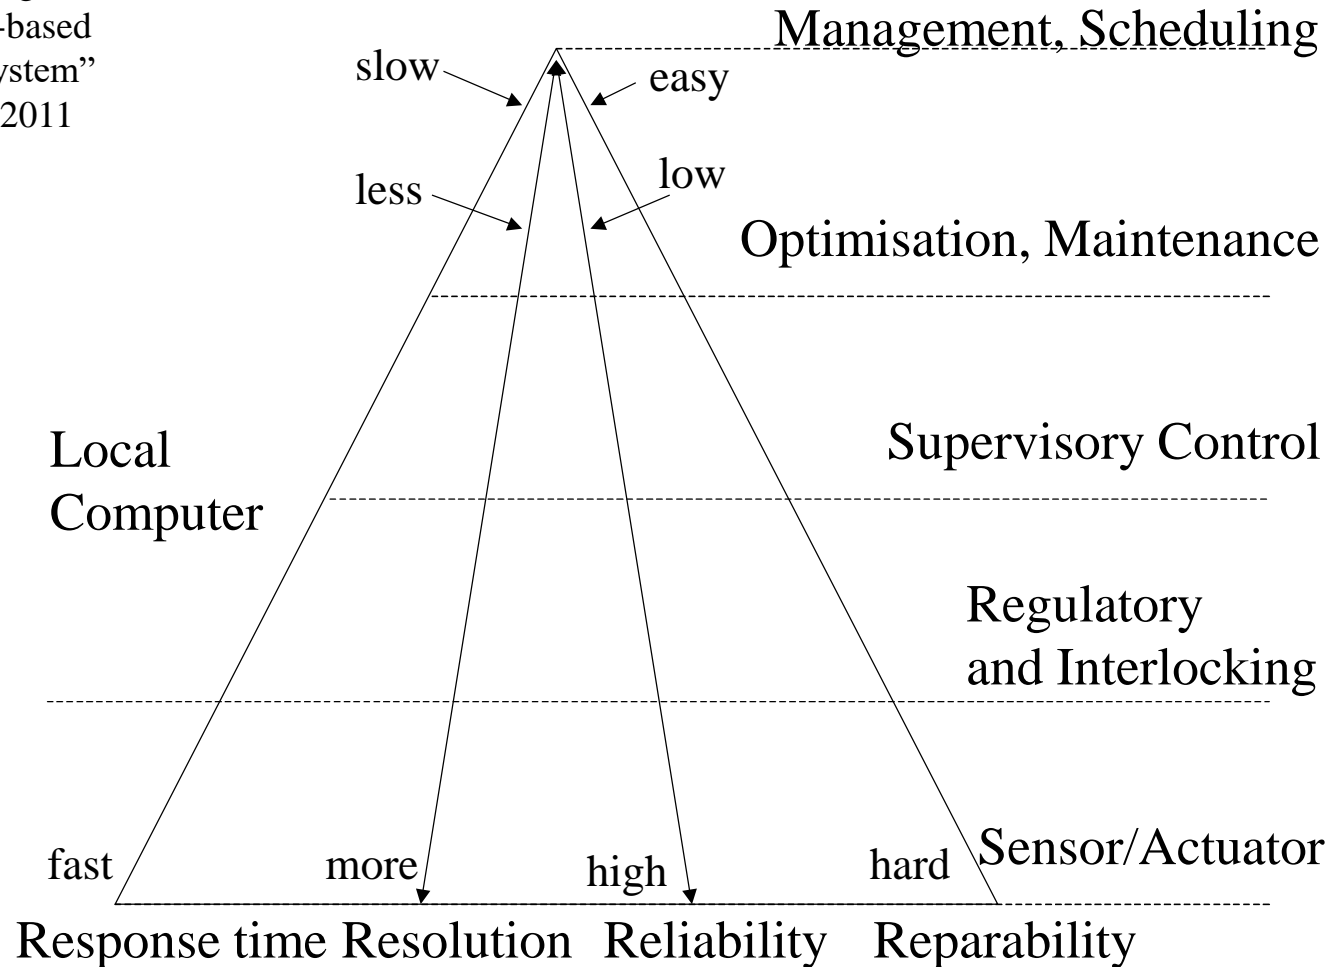 -based
ystem”
2011
Management, Scheduling
slow
easy
less
low
Optimisation, Maintenance
Local
Computer
Supervisory Control
Regulatory
and Interlocking
fast
more
high
hard
Sensor/Actuator
Response time
Resolution
Reliability
Reparability